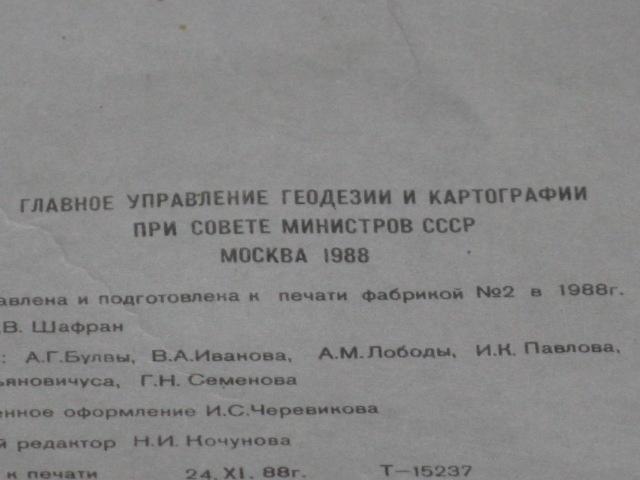 ГЛАВНОЕ УПРАВЛЕНИЕ ГЕОДЕЗИИ И КАРТОГРАФИИ
ПРИ СОВЕТЕ МИНИСТРОВ СССР
МОСКВА 1988
авлена и подготовлена к печати фабрикой №2 в 1988г.
.В. Шафран
: А.Г.Булвы, В.А.Иванова, А.М.Лободы, И.К. Павлова,
ьяновичуса, Г.Н. Семенова
енное оформление И.С.Черевикова
й редактор Н.И. Кочунова
к печати 24. XI. 88г. Т-15237